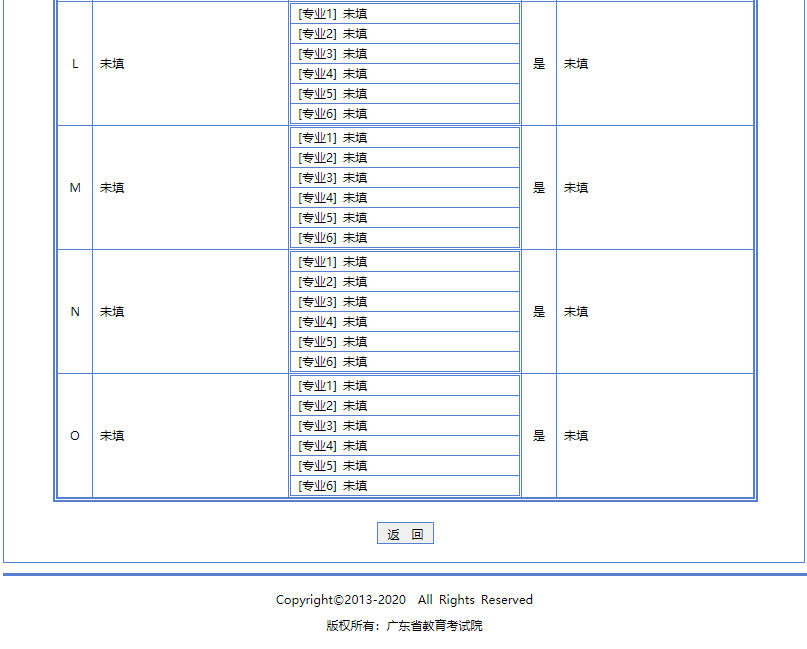 L 未填 [专业1] 未填 是 未填
[专业2] 未填
[专业3] 未填
[专业4] 未填
[专业5] 未填
[专业6] 未填
M 未填 [专业1] 未填 是 未填
[专业2] 未填
[专业3] 未填
[专业4] 未填
[专业5] 未填
[专业6] 未填
N 未填 [专业1] 未填 是 未填
[专业2] 未填
[专业3] 未填
[专业4] 未填
[专业5] 未填
[专业6] 未填
O 未填 [专业1] 未填 是 未填
[专业2] 未填
[专业3] 未填
[专业4] 未填
[专业5] 未填
[专业6] 未填
返 回
Copyright©2013-2020 All Rights Reserved
版权所有：广东省教育考试院